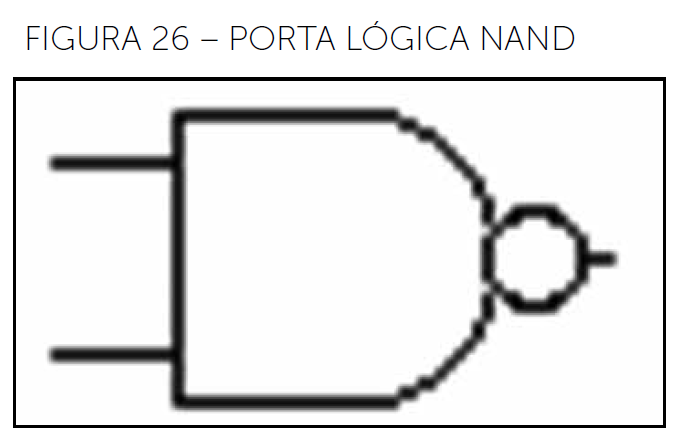 FIGURA 26 – PORTA LÓGICA NAND